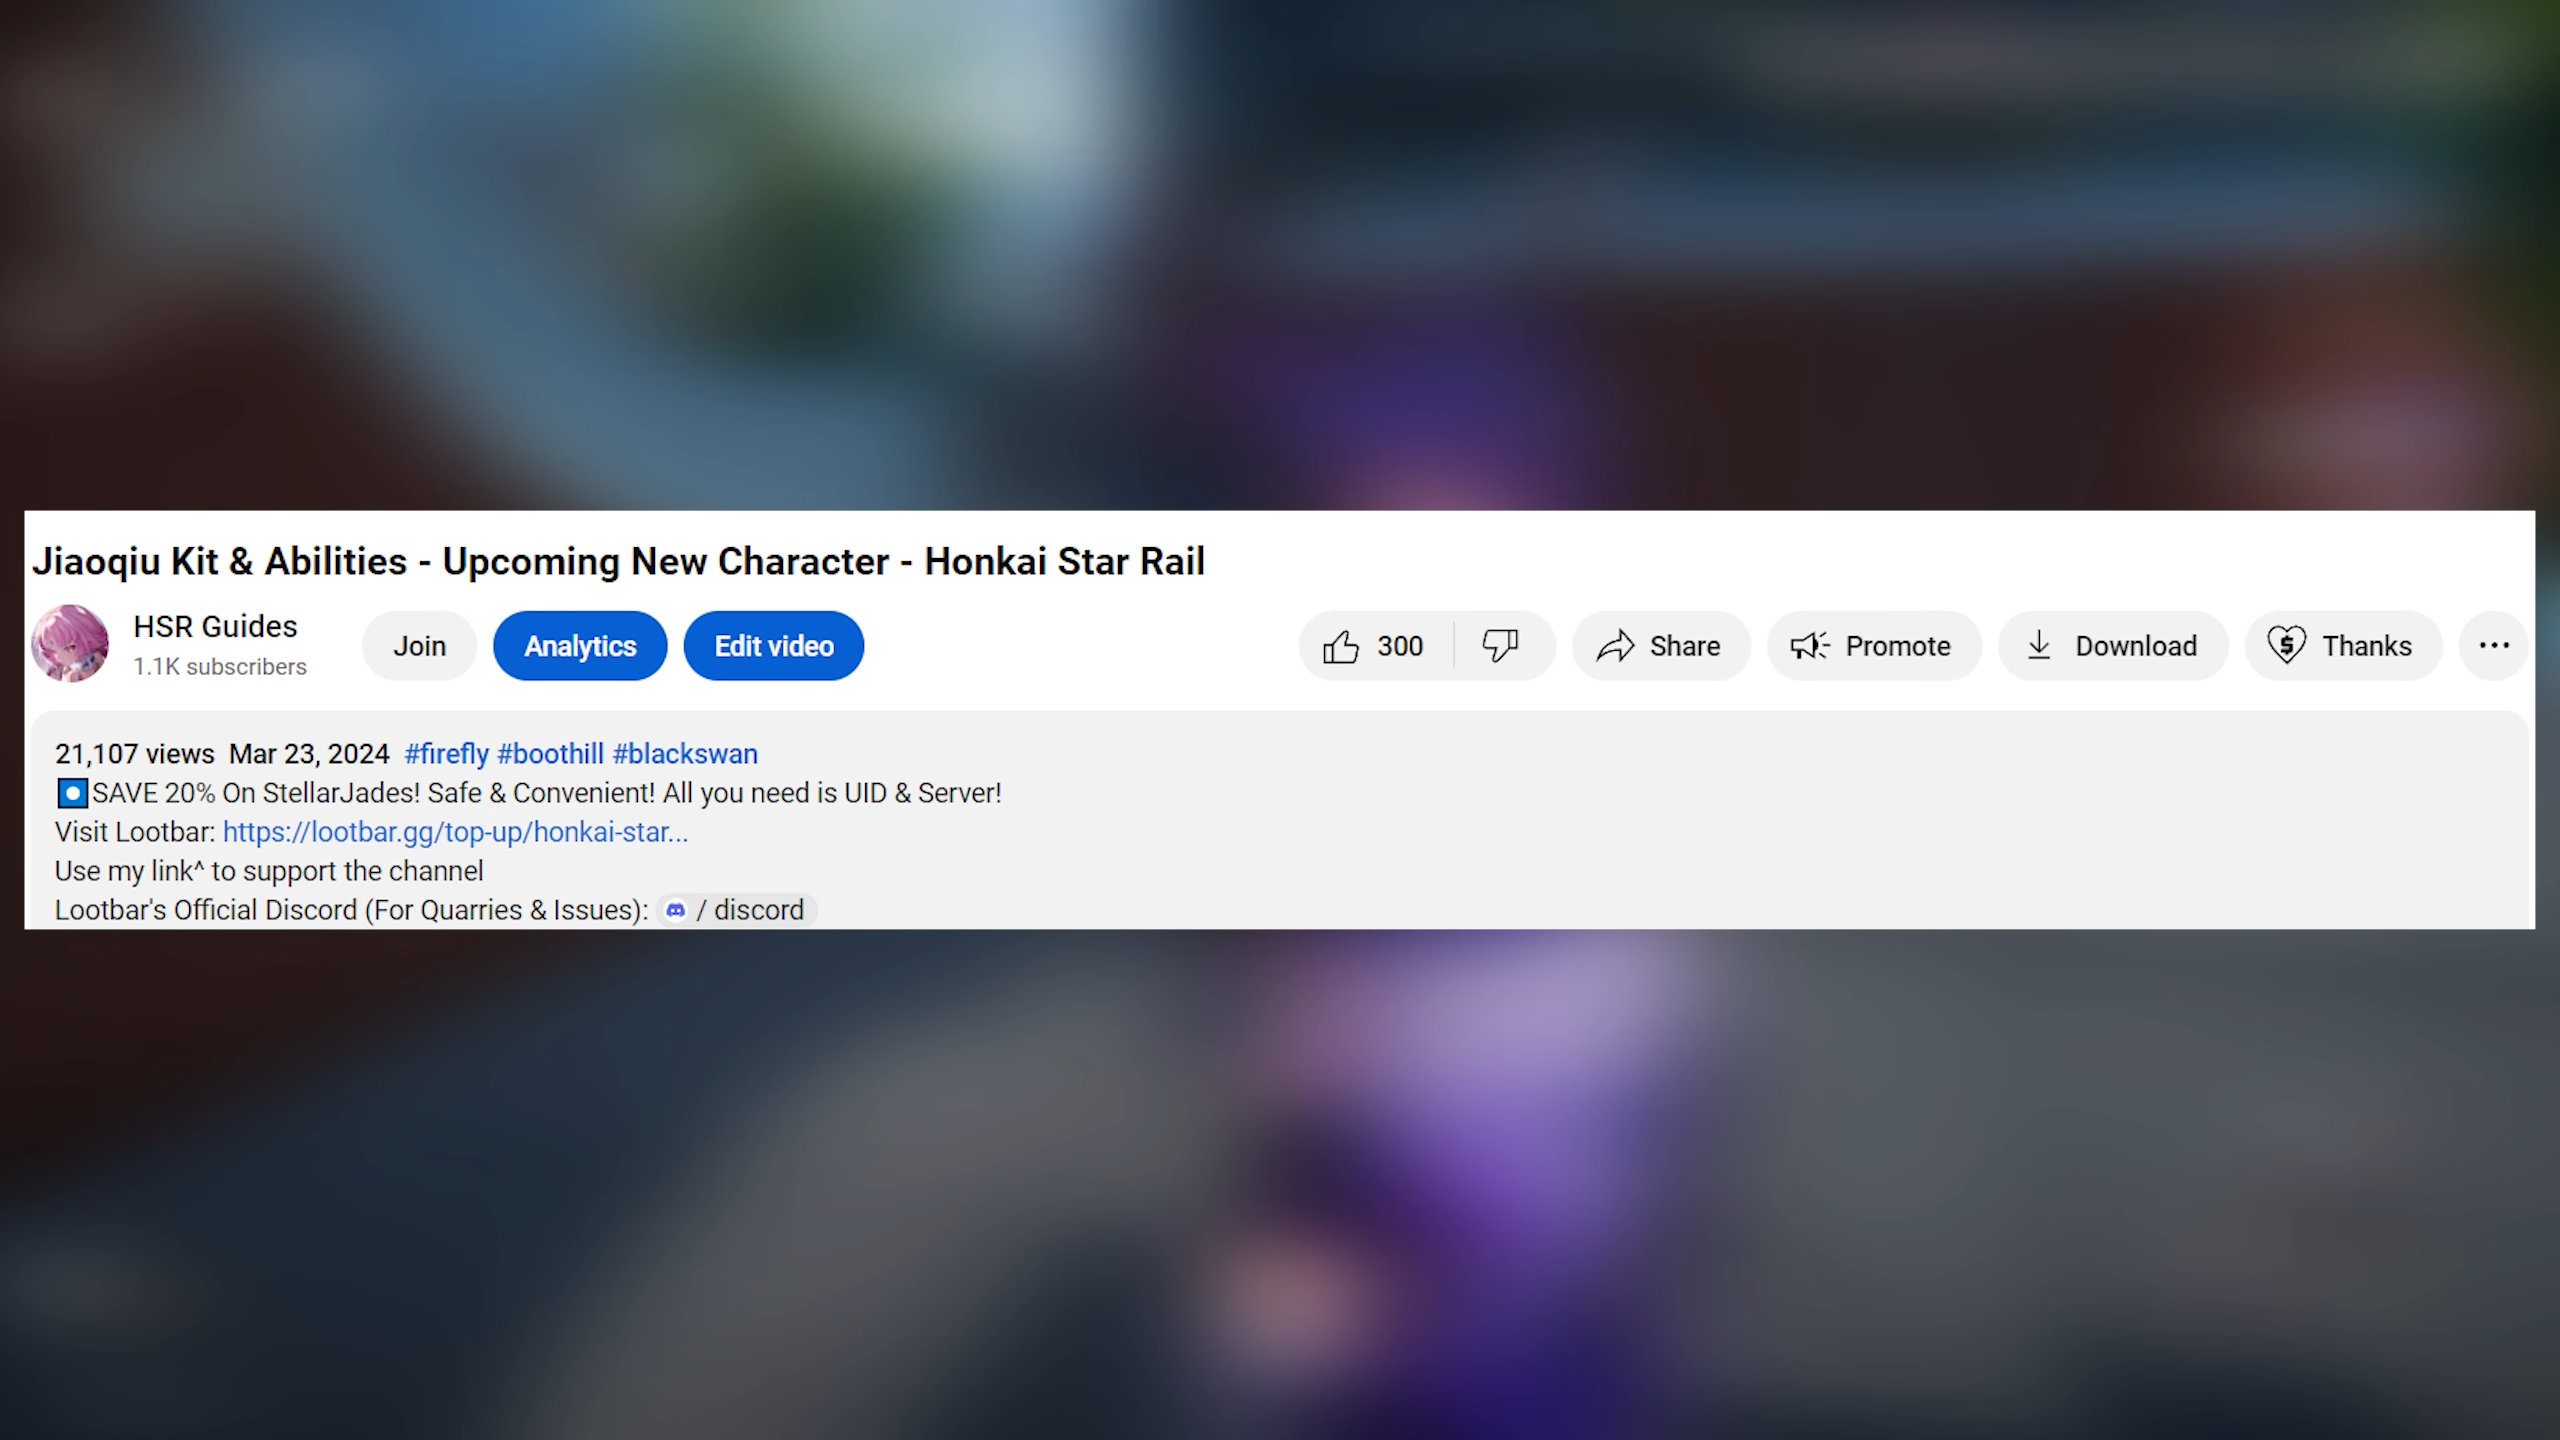 Jiaoqiu Kit & Abilities - Upcoming New Character - Honkai Star Rail
HSR Guides
1.1K subscribers
Join
Analytics
Edit video
300
Share
Promote
Download
Thanks
21,107 views Mar 23, 2024 #firefly #boothill #blackswan
SAVE 20% On StellarJades! Safe & Convenient! All you need is UID & Server!
Visit Lootbar: https://lootbar.gg/top-up/honkai-star...
Use my link^ to support the channel
Lootbar's Official Discord (For Quarries & Issues): / discord